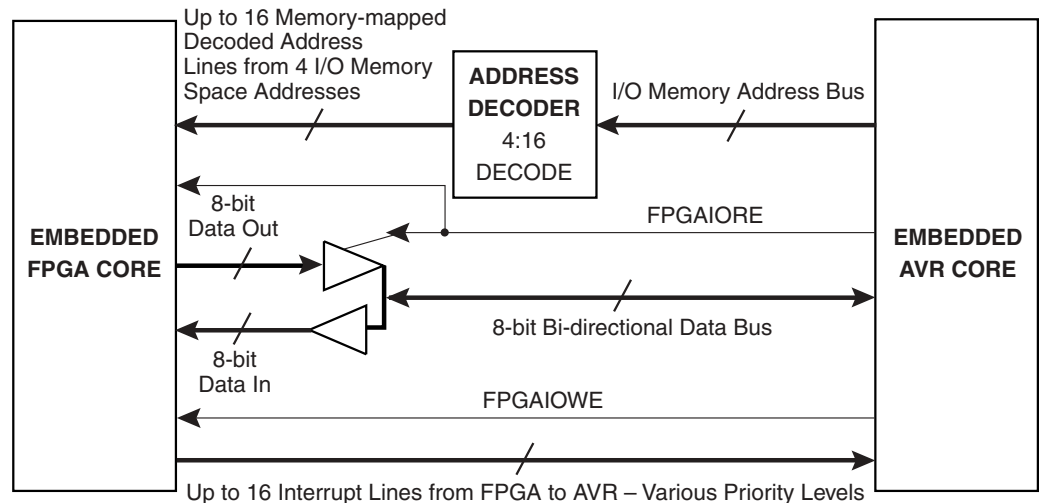 Up to 16 Memory-mapped
Decoded Address
Lines from 4 I/O Memory
Space Addresses
ADDRESS
DECODER
4:16
DECODE
I/O Memory Address Bus
8-bit
Data Out
FPGAIORE
EMBEDDED
FPGA CORE
EMBEDDED
AVR CORE
8-bit Bi-directional Data Bus
8-bit
Data In
FPGAIOWE
Up to 16 Interrupt Lines from FPGA to AVR – Various Priority Levels